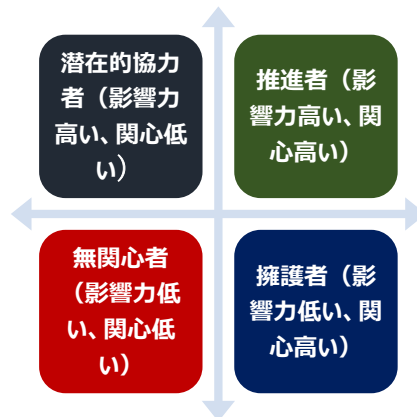 潜在的協力
者（影響力
高い、関心低
い）
推進者（影
響力高い、関
心高い）
無関心者
（影響力低
い、関心低
い）
擁護者（影
響力低い、関
心高い）